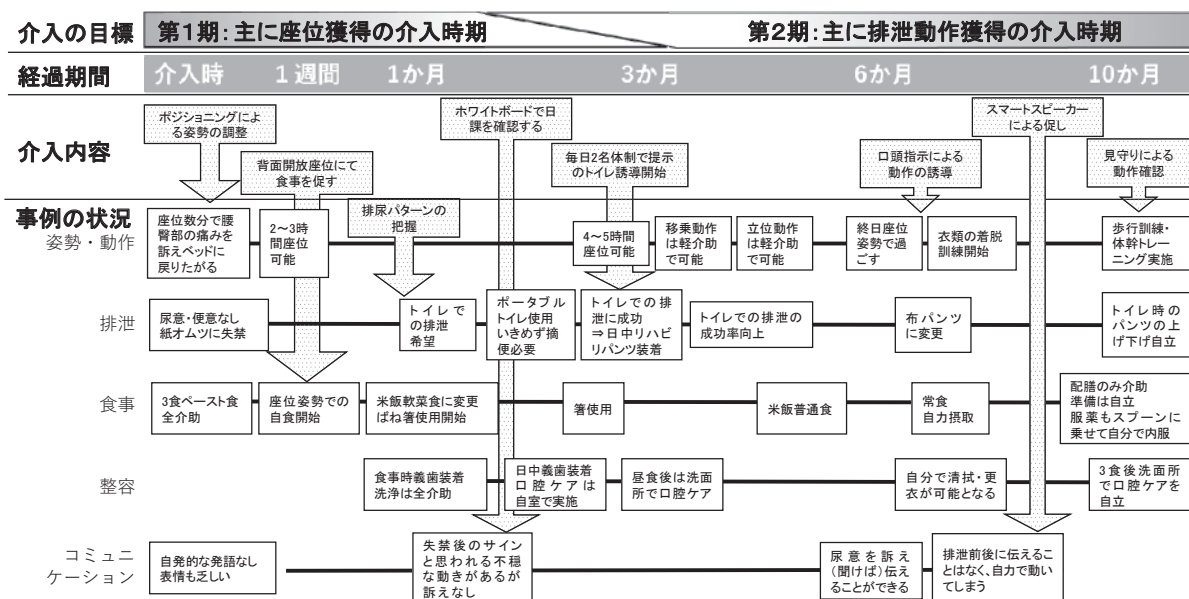 介入の目標
第1期：主に座位獲得の介入時期
第2期：主に排泄動作獲得の介入時期
経過期間
介入時
1週間
1か月
3か月
6か月
10か月
介入内容
ポジショニングによ
る姿勢の調整
背面開放座位にて
食事を促す
排尿パターンの
把握
ホワイトボードで日
課を確認する
毎日2名体制で提示
のトイレ誘導開始
口頭指示による
動作の誘導
スマートスピーカー
による促し
見守りによる
動作確認
事例の状況
姿勢・動作
座位数分で腰
臀部の痛みを
訴えベッドに
戻りたがる
2～3時
間座位
可能
4～5時間
座位可能
移乗動作
は軽介助
で可能
立位動作
は軽介助
で可能
終日座位
姿勢で過
ごす
衣類の着脱
訓練開始
歩行訓練・
体幹トレー
ニング実施
排泄
尿意・便意なし
紙オムツに失禁
トイレで
の排泄
希望
ポータブル
トイレ使用
いきめず摘
便必要
トイレでの排
泄に成功
⇒日中リハビ
リパンツ装着
トイレでの排泄の
成功率向上
布パンツ
に変更
トイレ時の
パンツの上
げ下げ自立
食事
3食ペースト食
全介助
座位姿勢での
自食開始
米飯軟菜食に変更
ばね箸使用開始
箸使用
米飯普通食
常食
自力摂取
配膳のみ介助
準備は自立
服薬もスプーンに
乗せて自分で内服
整容
食事時義歯装着
洗浄は全介助
日中義歯装着
口腔ケアは
自室で実施
昼食後は洗面
所で口腔ケア
自分で清拭・更
衣が可能となる
3食後洗面所
で口腔ケアを
自立
コミュニ
ケーション
自発的な発語なし
表情も乏しい
失禁後のサイン
と思われる不穏
な動きがあるが
訴えなし
尿意を訴え
（聞けば）伝え
ることができる
排泄前後に伝えるこ
とはなく、自力で動い
てしまう